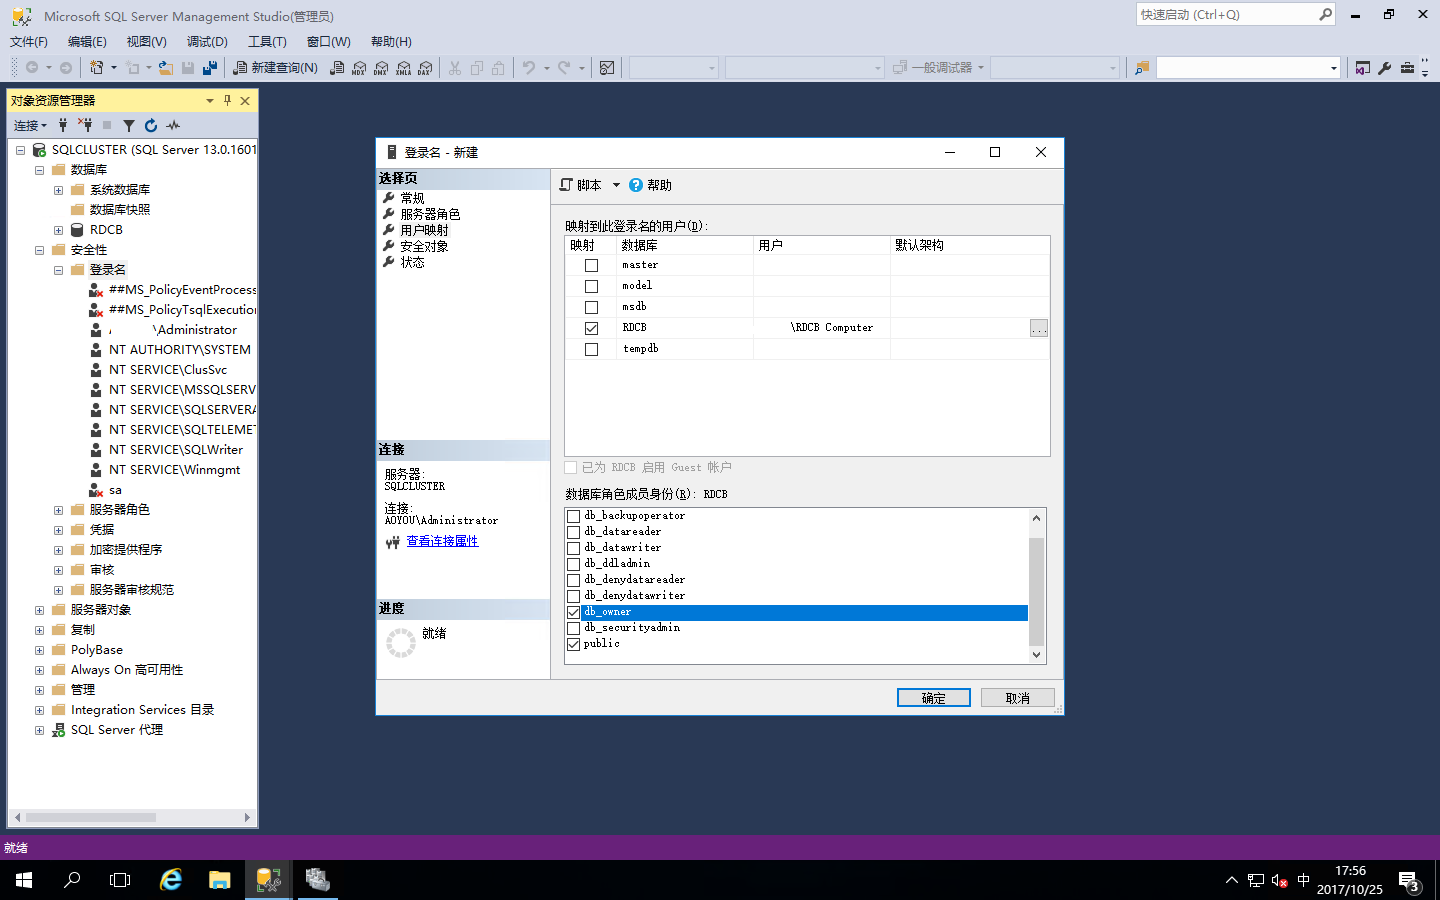 Microsoft SQL Server Management Studio(管理员)
快速启动 (Ctrl+Q)
文件(F) 编辑(E) 视图(V) 调试(D) 工具(T) 窗口(W) 帮助(H)
新建查询(N)
MDX DMX XMLA DAX
一般调试器
对象资源管理器
连接
SQLCLUSTER (SQL Server 13.0.1601
数据库
系统数据库
数据库快照
RDCB
安全性
登录名
##MS_PolicyEventProcess
##MS_PolicyTsqlExecution
\Administrator
NT AUTHORITY\SYSTEM
NT SERVICE\ClusSvc
NT SERVICE\MSSQLSERV
NT SERVICE\SQLSERVERA
NT SERVICE\SQLTELEMET
NT SERVICE\SQLWriter
NT SERVICE\Winmgmt
sa
服务器角色
凭据
加密提供程序
审核
服务器审核规范
服务器对象
复制
PolyBase
Always On 高可用性
管理
Integration Services 目录
SQL Server 代理
登录名 - 新建
选择页
常规
服务器角色
用户映射
安全对象
状态
连接
服务器:
SQLCLUSTER
连接:
AOYOU\Administrator
查看连接属性
进度
就绪
脚本 帮助
映射到此登录名的用户(D):
映射 数据库 用户 默认架构
master
model
msdb
RDCB \RDCB Computer ...
tempdb
已为 RDCB 启用 Guest 帐户
数据库角色成员身份(R): RDCB
db_backupoperator
db_datareader
db_datawriter
db_ddladmin
db_denydatareader
db_denydatawriter
db_owner
db_securityadmin
public
确定 取消
就绪
中
17:56
2017/10/25
3